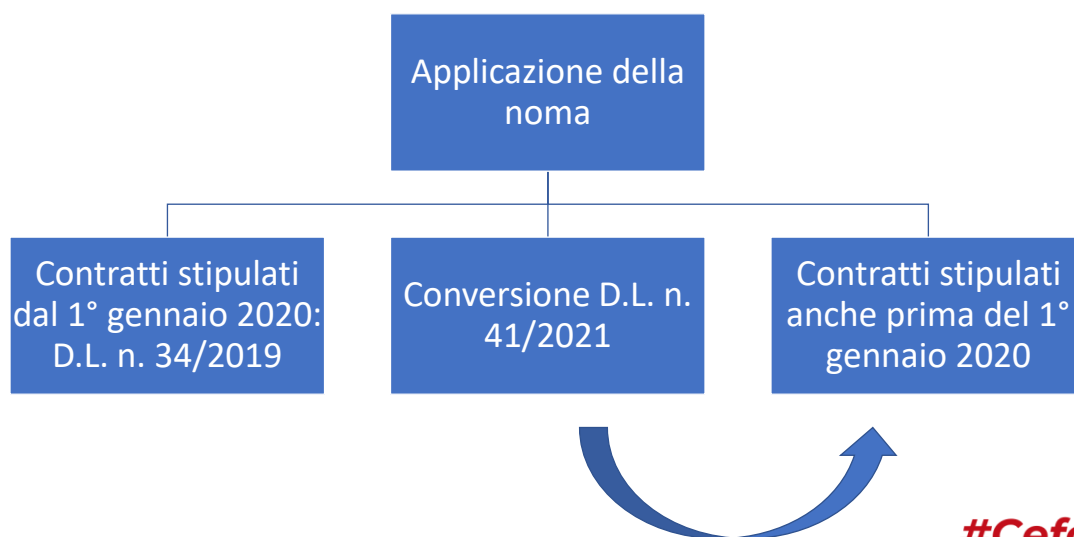 Applicazione della
noma
Contratti stipulati
dal 1° gennaio 2020:
D.L. n. 34/2019
Conversione D.L. n.
41/2021
Contratti stipulati
anche prima del 1°
gennaio 2020